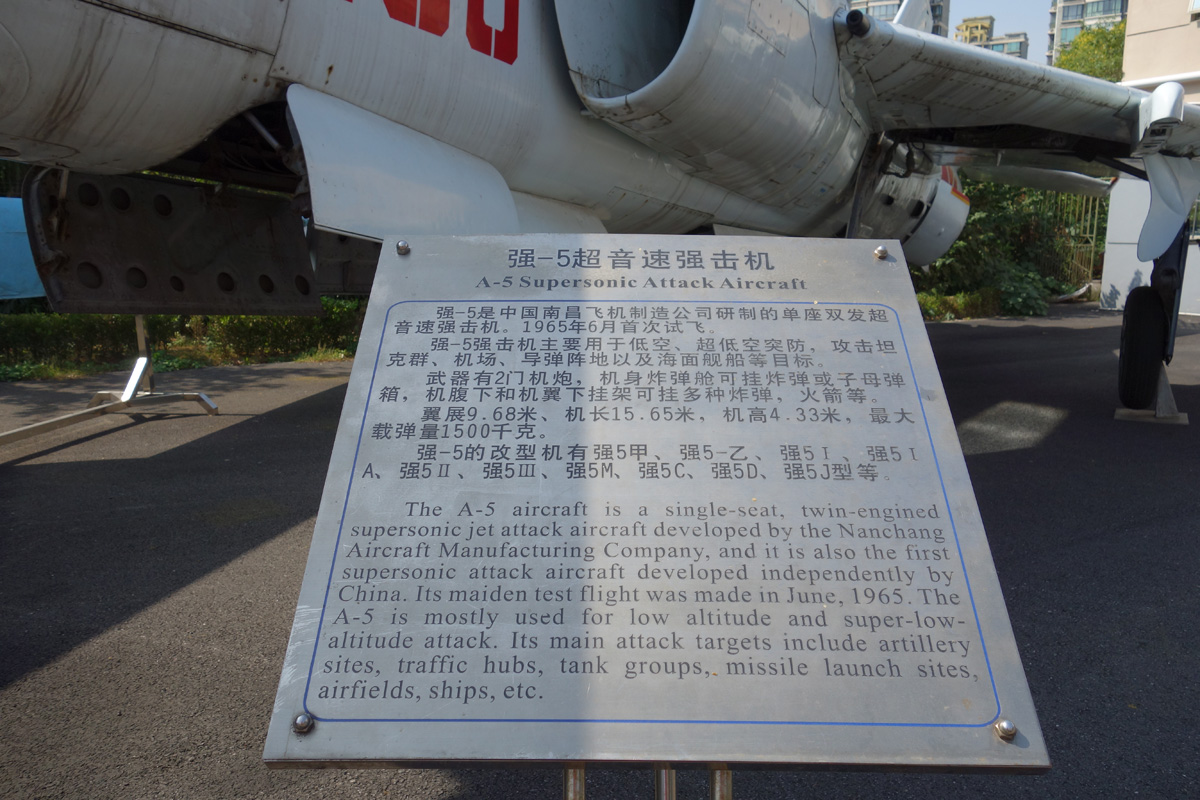 强-5超音速强击机
A-5 Supersonic Attack Aircraft
强-5是中国南昌飞机制造公司研制的单座双发超
音速强击机。1965年6月首次试飞。
强-5强击机主要用于低空、超低空突防，攻击坦
克群、机场、导弹阵地以及海面舰船等目标。
武器有2门机炮，机身炸弹舱可挂炸弹或子母弹
箱，机腹下和机翼下挂架可挂多种炸弹，火箭等。
翼展9.68米、机长15.65米，机高4.33米，最大
载弹量1500千克。
强-5的改型机有强5甲、强5-乙、强5Ⅰ、强5Ⅰ
A、强5Ⅱ、强5Ⅲ、强5M、强5C、强5D、强5J型等。
The A-5 aircraft is a single-seat, twin-engined
supersonic jet attack aircraft developed by the Nanchang
Aircraft Manufacturing Company, and it is also the first
supersonic attack aircraft developed independently by
China. Its maiden test flight was made in June, 1965. The
A-5 is mostly used for low altitude and super-low-
altitude attack. Its main attack targets include artillery
sites, traffic hubs, tank groups, missile launch sites,
airfields, ships, etc.